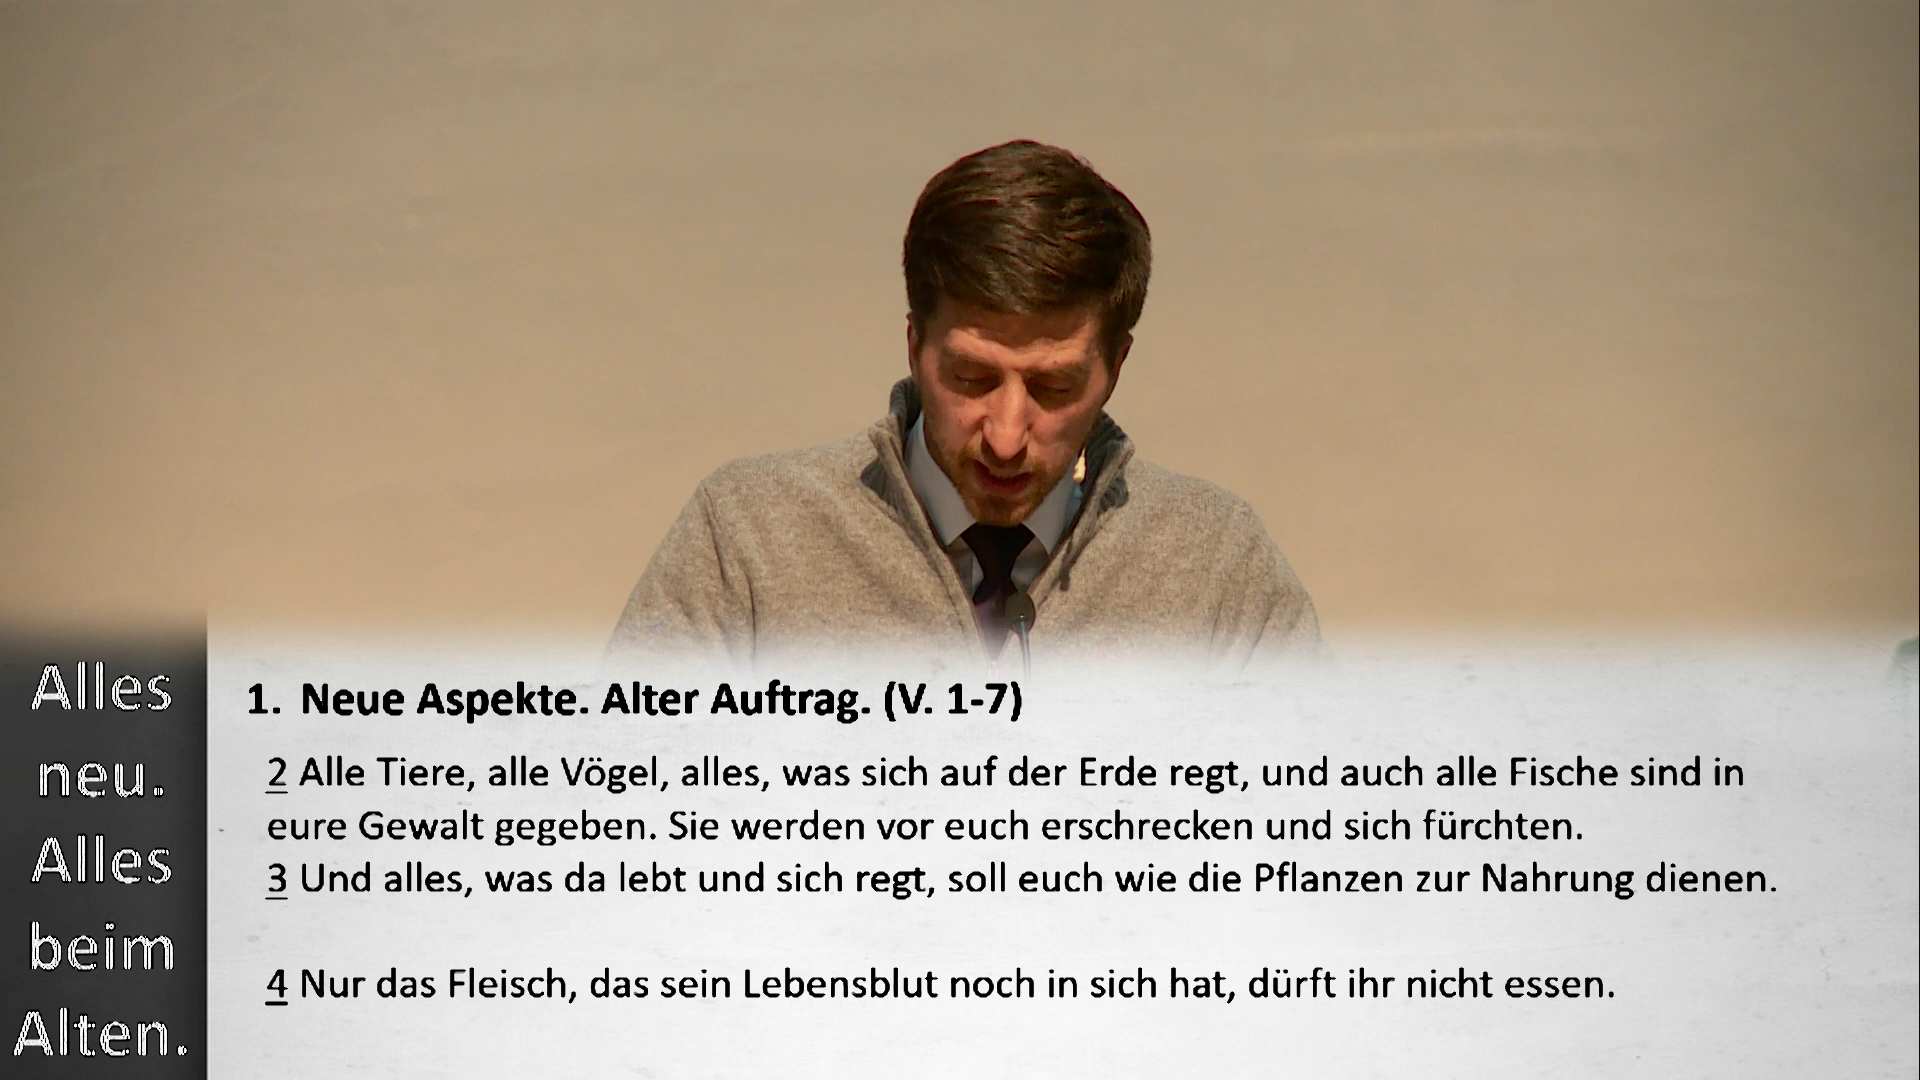 Alles
neu.
Alles
beim
Alten.
1. Neue Aspekte. Alter Auftrag. (V. 1-7)
2 Alle Tiere, alle Vögel, alles, was sich auf der Erde regt, und auch alle Fische sind in
eure Gewalt gegeben. Sie werden vor euch erschrecken und sich fürchten.
3 Und alles, was da lebt und sich regt, soll euch wie die Pflanzen zur Nahrung dienen.
4 Nur das Fleisch, das sein Lebensblut noch in sich hat, dürft ihr nicht essen.